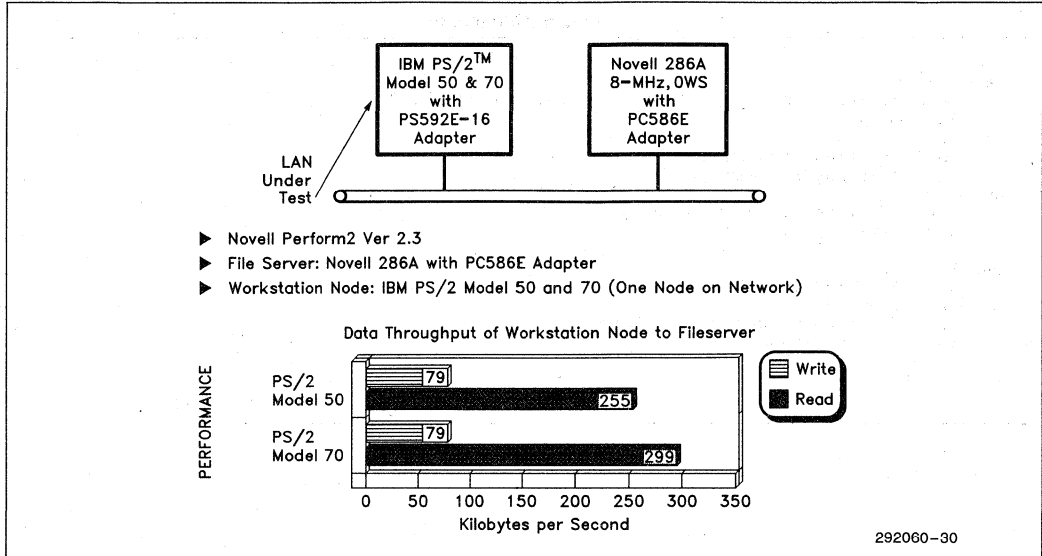 IBM PS/2™
Model 50 & 70
with
PS592E-16
Adapter
Novell 286A
8-MHz, 0WS
with
PC586E
Adapter
LAN
Under
Test
▶ Novell Perform2 Ver 2.3
▶ File Server: Novell 286A with PC586E Adapter
▶ Workstation Node: IBM PS/2 Model 50 and 70 (One Node on Network)
Data Throughput of Workstation Node to Fileserver
PERFORMANCE
PS/2
Model 50
79
255
PS/2
Model 70
79
299
Write
Read
0 50 100 150 200 250 300 350
Kilobytes per Second
292060-30